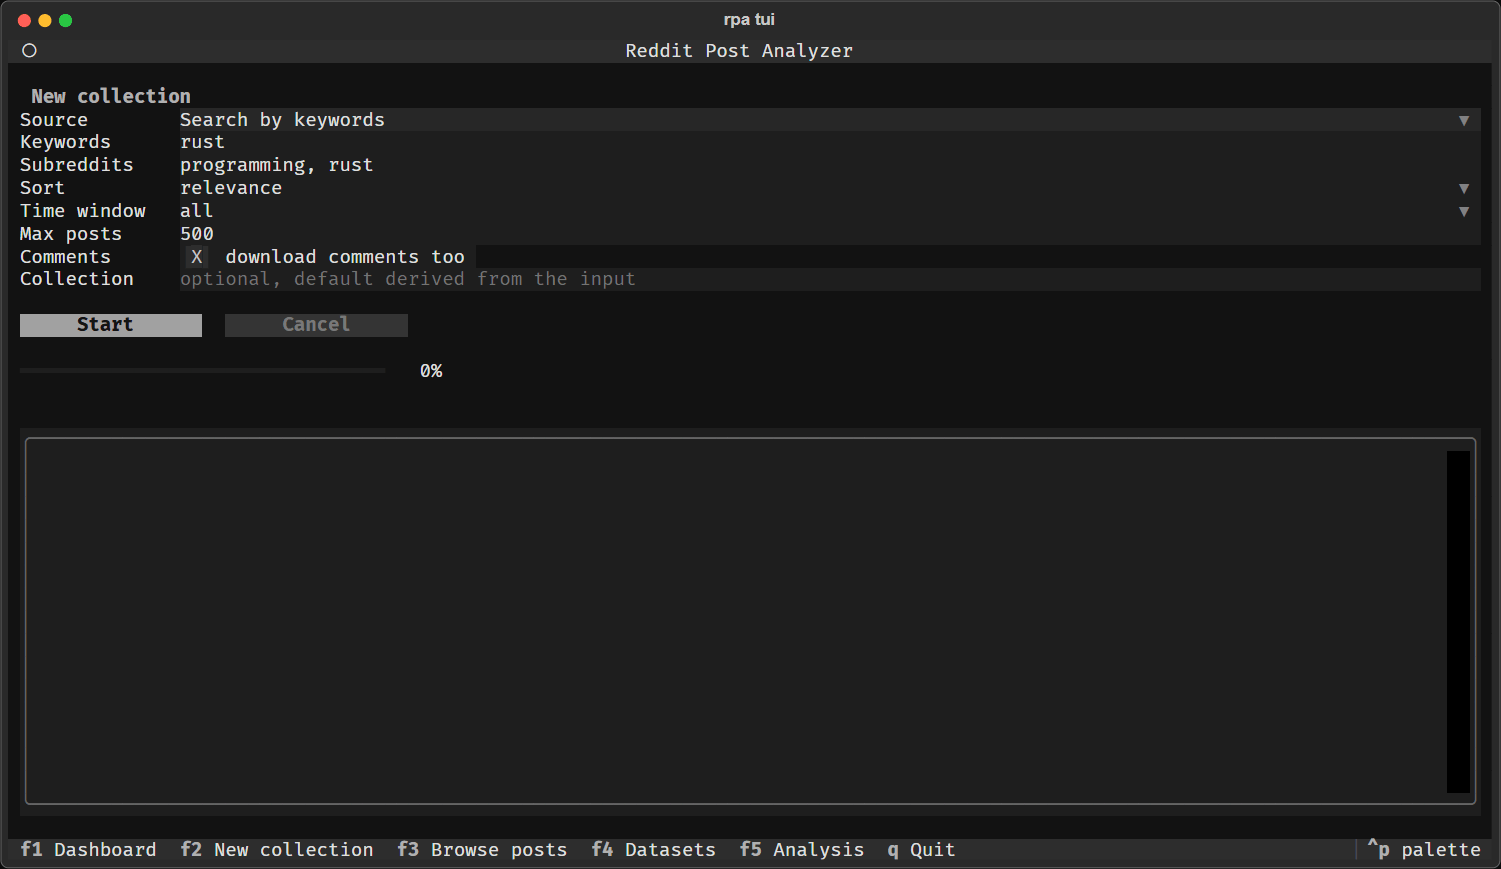 rpa tui
Reddit Post Analyzer
New collection
Source Search by keywords ▼
Keywords rust
Subreddits programming, rust
Sort relevance ▼
Time window all ▼
Max posts 500
Comments X download comments too
Collection optional, default derived from the input
Start Cancel
0%
f1 Dashboard f2 New collection f3 Browse posts f4 Datasets f5 Analysis q Quit ^p palette